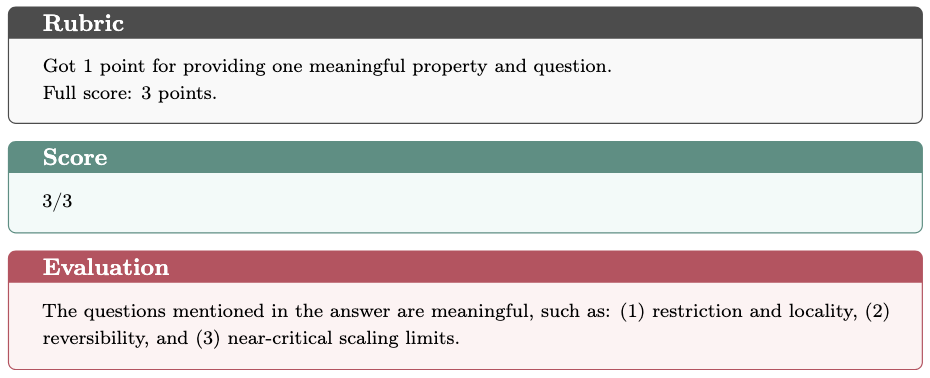 Rubric
Got 1 point for providing one meaningful property and question.
Full score: 3 points.
Score
3/3
Evaluation
The questions mentioned in the answer are meaningful, such as: (1) restriction and locality, (2)
reversibility, and (3) near-critical scaling limits.